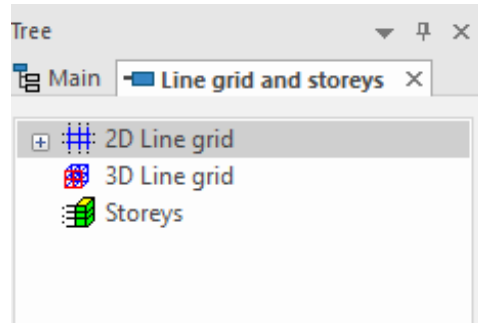 Tree
Main Line grid and storeys
2D Line grid
3D Line grid
Storeys